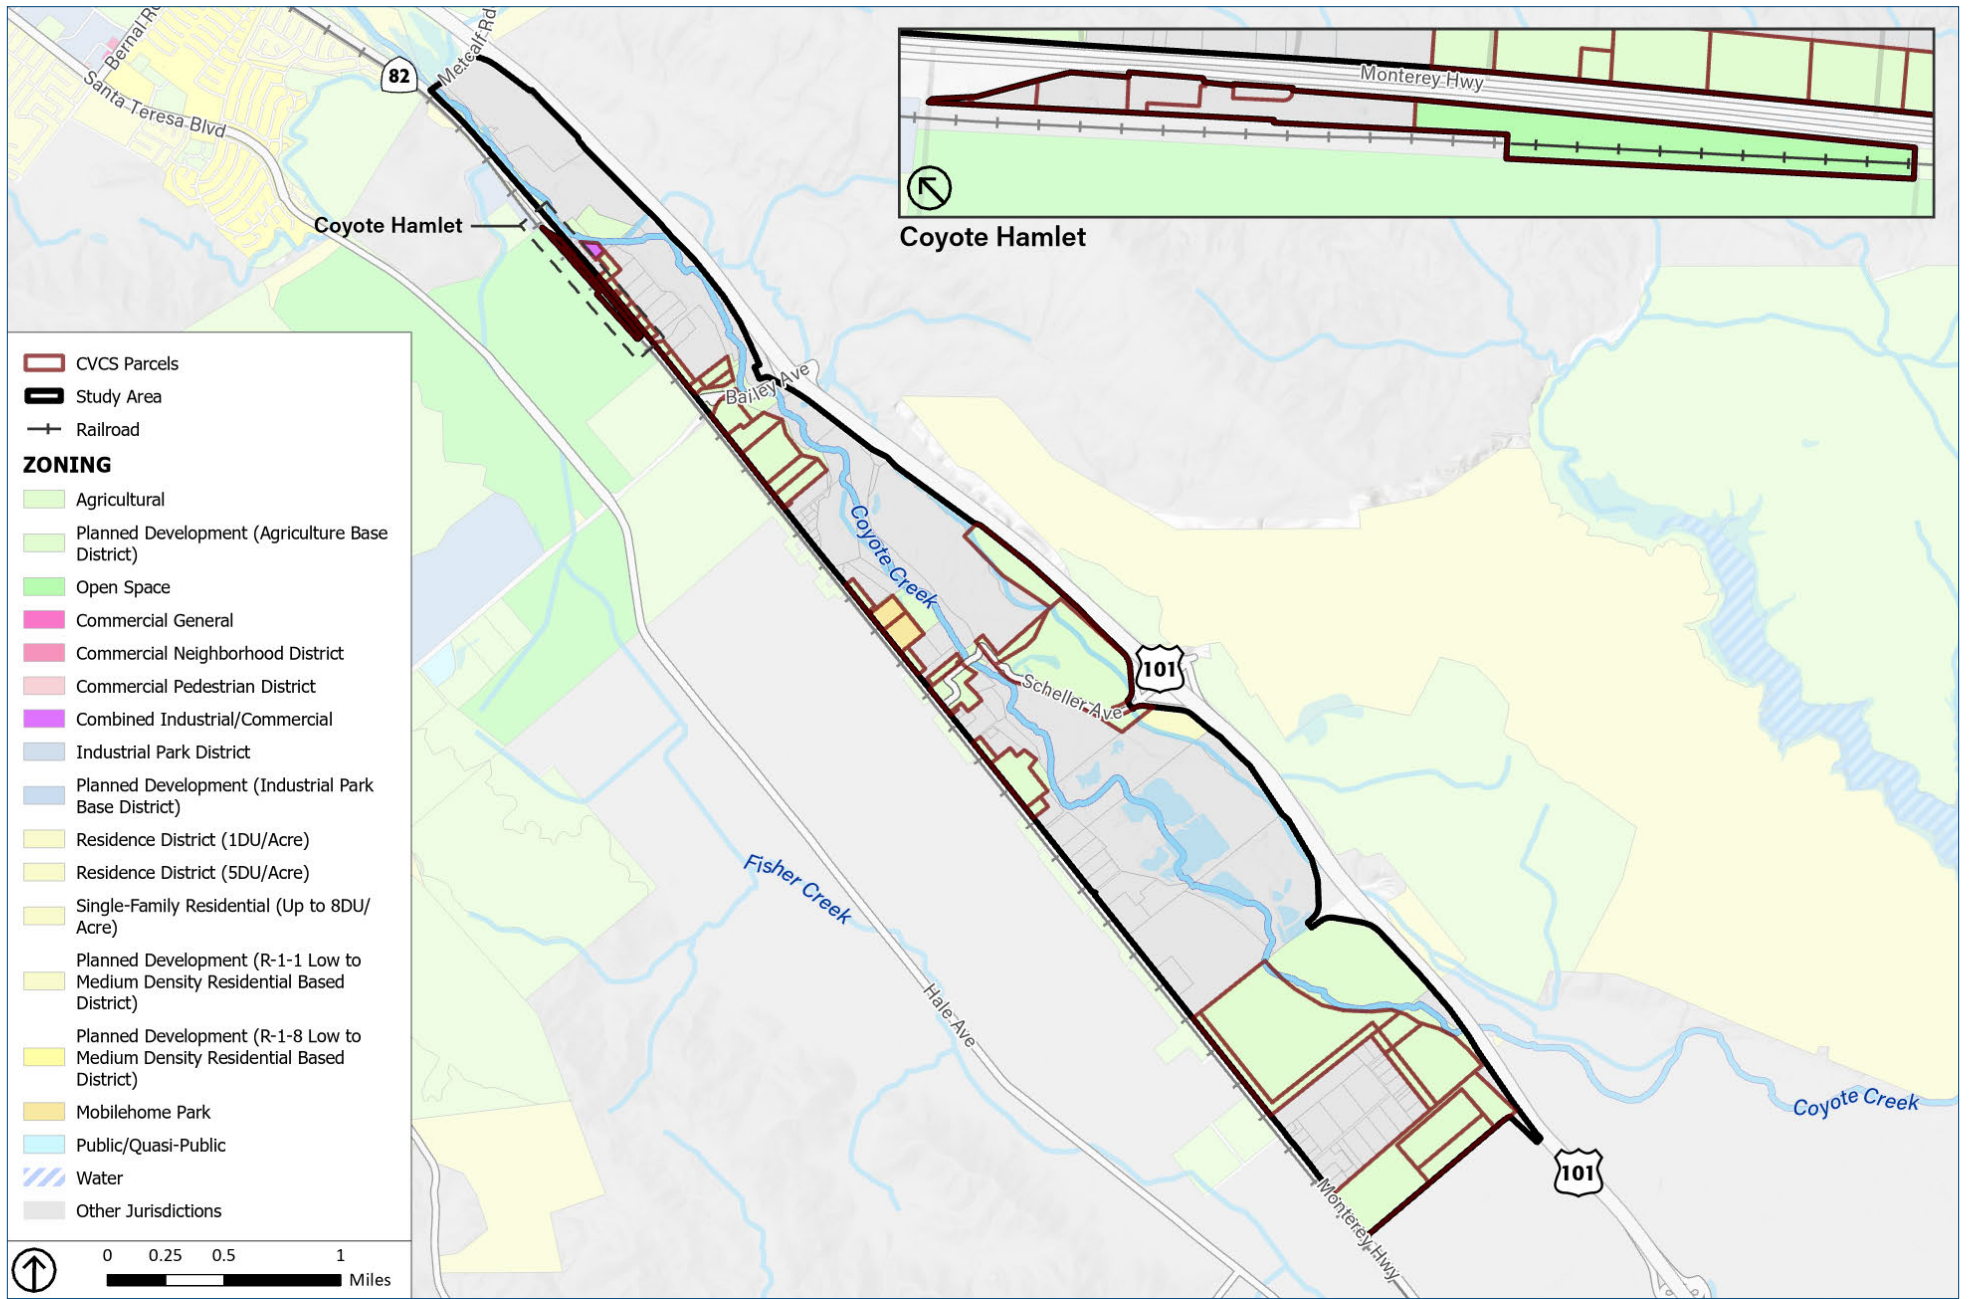 Bernal Rd
Metcalf Rd
82
Santa Teresa Blvd
Monterey Hwy
Coyote Hamlet
Coyote Hamlet
Bailey Ave
CVCS Parcels
Study Area
Railroad
ZONING
Agricultural
Planned Development (Agriculture Base
District)
Open Space
Commercial General
Commercial Neighborhood District
Commercial Pedestrian District
Combined Industrial/Commercial
Industrial Park District
Planned Development (Industrial Park
Base District)
Residence District (1DU/Acre)
Residence District (5DU/Acre)
Single-Family Residential (Up to 8DU/
Acre)
Planned Development (R-1-1 Low to
Medium Density Residential Based
District)
Planned Development (R-1-8 Low to
Medium Density Residential Based
District)
Mobilehome Park
Public/Quasi-Public
Water
Other Jurisdictions
0 0.25 0.5 1
Miles
Coyote Creek
101
Scheller Ave
Fisher Creek
Hale Ave
Coyote Creek
101
Monterey Hwy